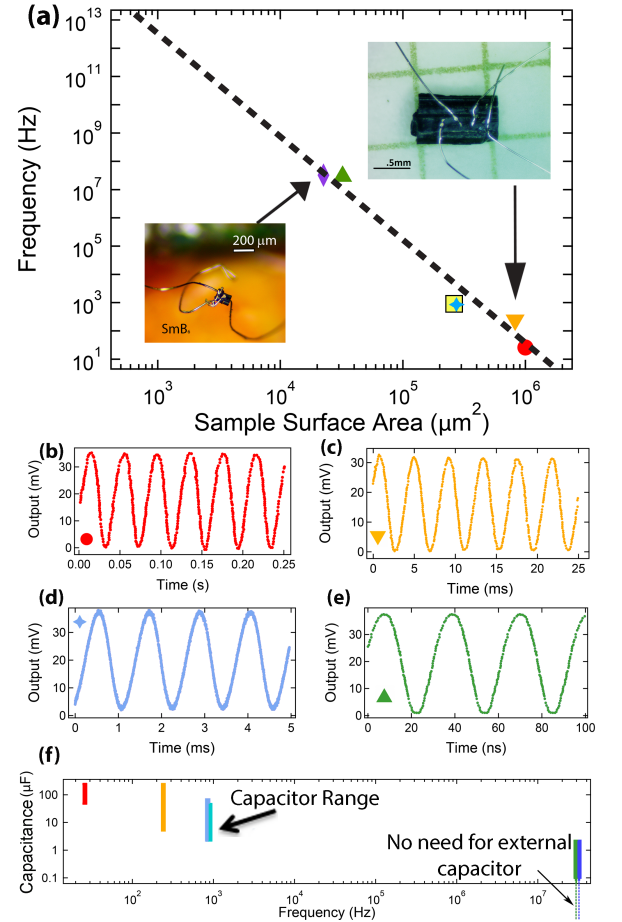 (a)
Frequency (Hz)
10^13
10^11
10^9
10^7
10^5
10^3
10^1
.5mm
200 μm
SmB₆
10^3
10^4
10^5
10^6
Sample Surface Area (μm²)
(b)
Output (mV)
30
20
10
0
0.00
0.05
0.10
0.15
0.20
0.25
Time (s)
(c)
Output (mV)
30
20
10
0
0
5
10
15
20
25
Time (ms)
(d)
Output (mV)
30
20
10
0
0
1
2
3
4
5
Time (ms)
(e)
Output (mV)
30
20
10
0
0
20
40
60
80
100
Time (ns)
(f)
Capacitance (μF)
100
10
1
0.1
Capacitor Range
No need for external
capacitor
10^2
10^3
10^4
10^5
10^6
10^7
Frequency (Hz)